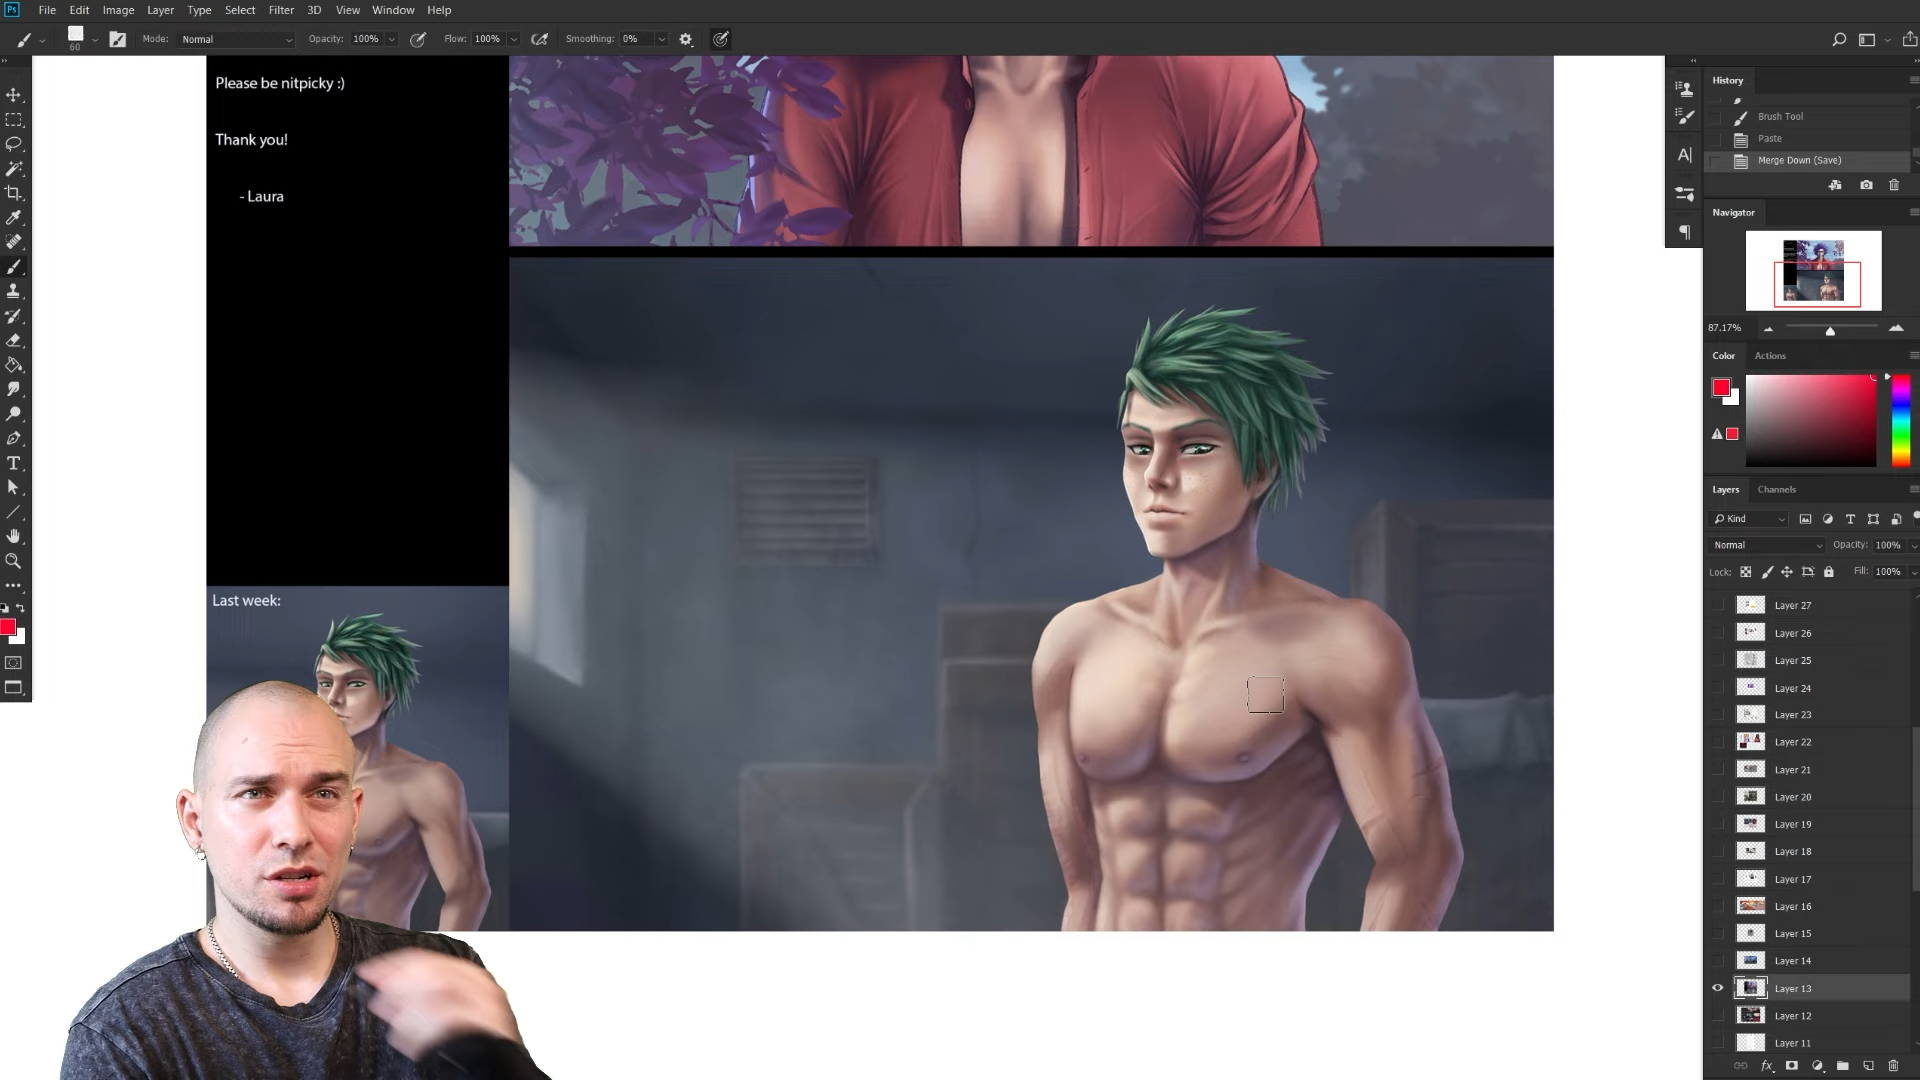 Ps File Edit Image Layer Type Select Filter 3D View Window Help
60 Mode: Normal Opacity: 100% Flow: 100% Smoothing: 0%
Please be nitpicky :)
Thank you!
- Laura
Last week:
History
Brush Tool
Paste
Merge Down (Save)
Navigator
87.17%
Color Actions
Layers Channels
Kind
Normal Opacity: 100%
Lock: Fill: 100%
Layer 27
Layer 26
Layer 25
Layer 24
Layer 23
Layer 22
Layer 21
Layer 20
Layer 19
Layer 18
Layer 17
Layer 16
Layer 15
Layer 14
Layer 13
Layer 12
Layer 11